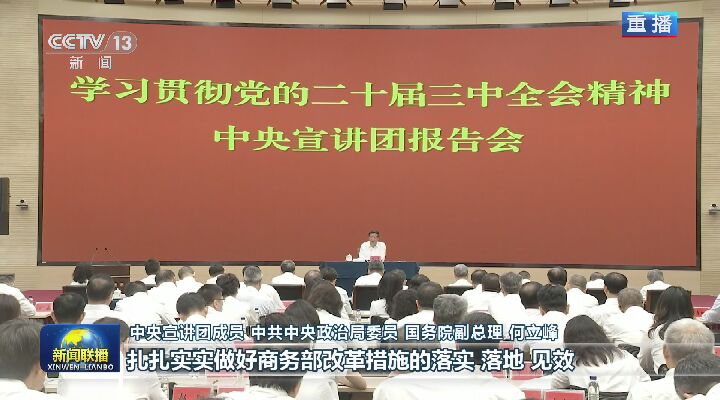 CCTV 13
新闻
重播
学习贯彻党的二十届三中全会精神
中央宣讲团报告会
中央宣讲团成员 中共中央政治局委员 国务院副总理 何立峰
新闻联播
XINWEN-LIANBO
扎扎实实做好商务部改革措施的落实 落地 见效